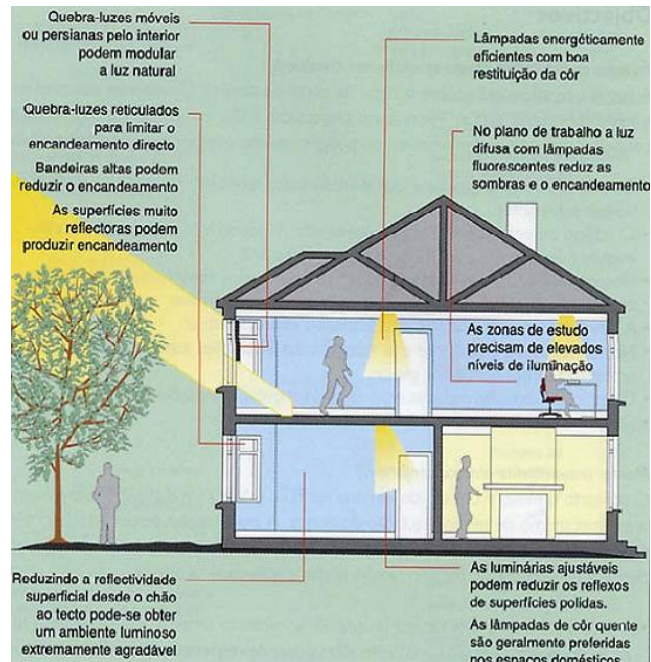 Quebra-luzes móveis
ou persianas pelo interior
podem modular
a luz natural
Quebra-luzes reticulados
para limitar o
encandeamento directo
Bandeiras altas podem
reduzir o encandeamento
As superfícies muito
reflectoras podem
produzir encandeamento
Lâmpadas energéticamente
eficientes com boa
restituição da côr
No plano de trabalho a luz
difusa com lâmpadas
fluorescentes reduz as
sombras e o encandeamento
As zonas de estudo
precisam de elevados
níveis de iluminação
Reduzindo a reflectividade
superficial desde o chão
ao tecto pode-se obter
um ambiente luminoso
extremamente agradável
As luminárias ajustáveis
podem reduzir os reflexos
de superfícies polidas.
As lâmpadas de côr quente
são geralmente preferidas
nos espaços domésticos